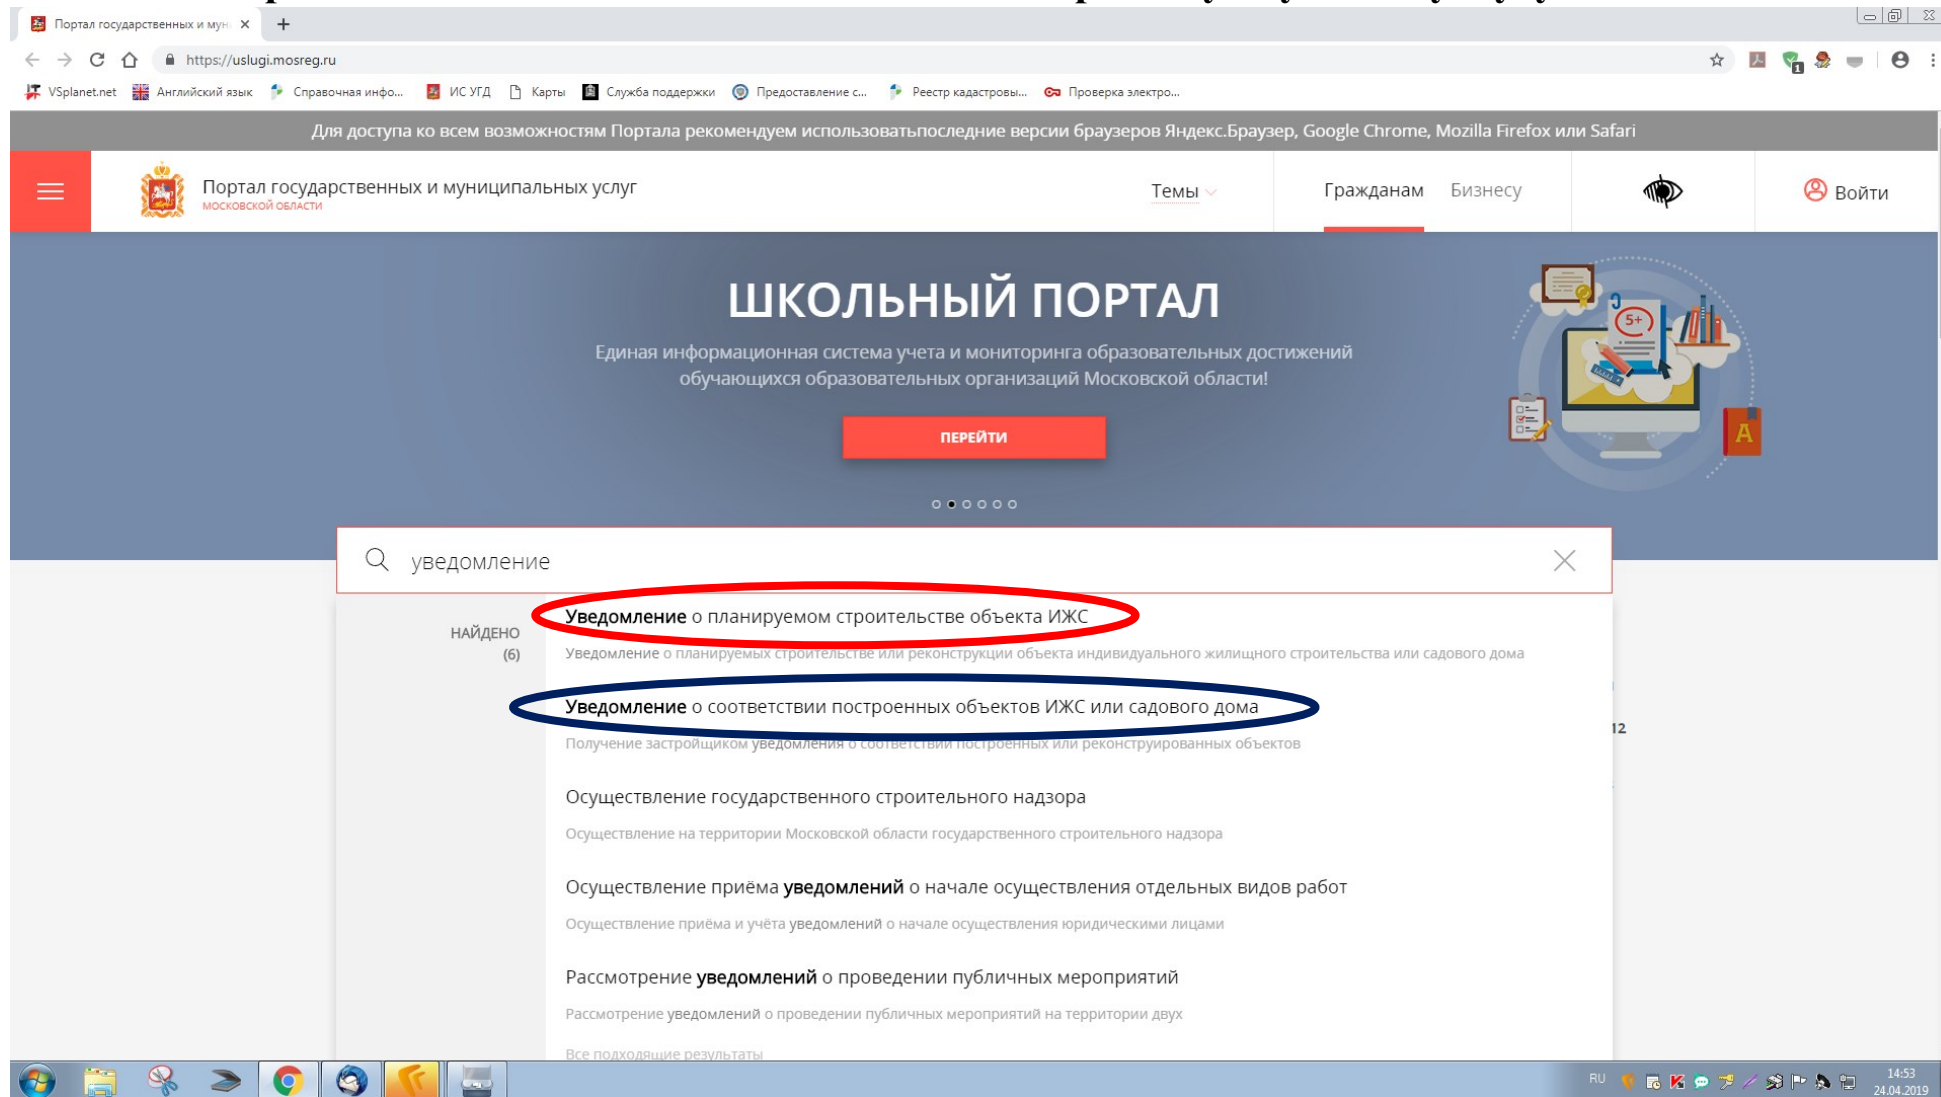 Портал государственных и мун
https://uslugi.mosreg.ru
VSplanet.net Английский язык Справочная инфо... ИС УГД Карты Служба поддержки Предоставление с... Реестр кадастровы... Проверка электро...
Для доступа ко всем возможностям Портала рекомендуем использоватьпоследние версии браузеров Яндекс.Браузер, Google Chrome, Mozilla Firefox или Safari
Портал государственных и муниципальных услуг
МОСКОВСКОЙ ОБЛАСТИ
Темы Гражданам Бизнесу Войти
ШКОЛЬНЫЙ ПОРТАЛ
Единая информационная система учета и мониторинга образовательных достижений
обучающихся образовательных организаций Московской области!
ПЕРЕЙТИ
5+
А
уведомление
НАЙДЕНО
(6)
Уведомление о планируемом строительстве объекта ИЖС
Уведомление о планируемых строительстве или реконструкции объекта индивидуального жилищного строительства или садового дома
Уведомление о соответствии построенных объектов ИЖС или садового дома
12
Получение застройщиком уведомления о соответствии построенных или реконструированных объектов
Осуществление государственного строительного надзора
Осуществление на территории Московской области государственного строительного надзора
Осуществление приёма уведомлений о начале осуществления отдельных видов работ
Осуществление приёма и учёта уведомлений о начале осуществления юридическими лицами
Рассмотрение уведомлений о проведении публичных мероприятий
Рассмотрение уведомлений о проведении публичных мероприятий на территории двух
Все подходящие результаты
RU
14:53
24.04.2019